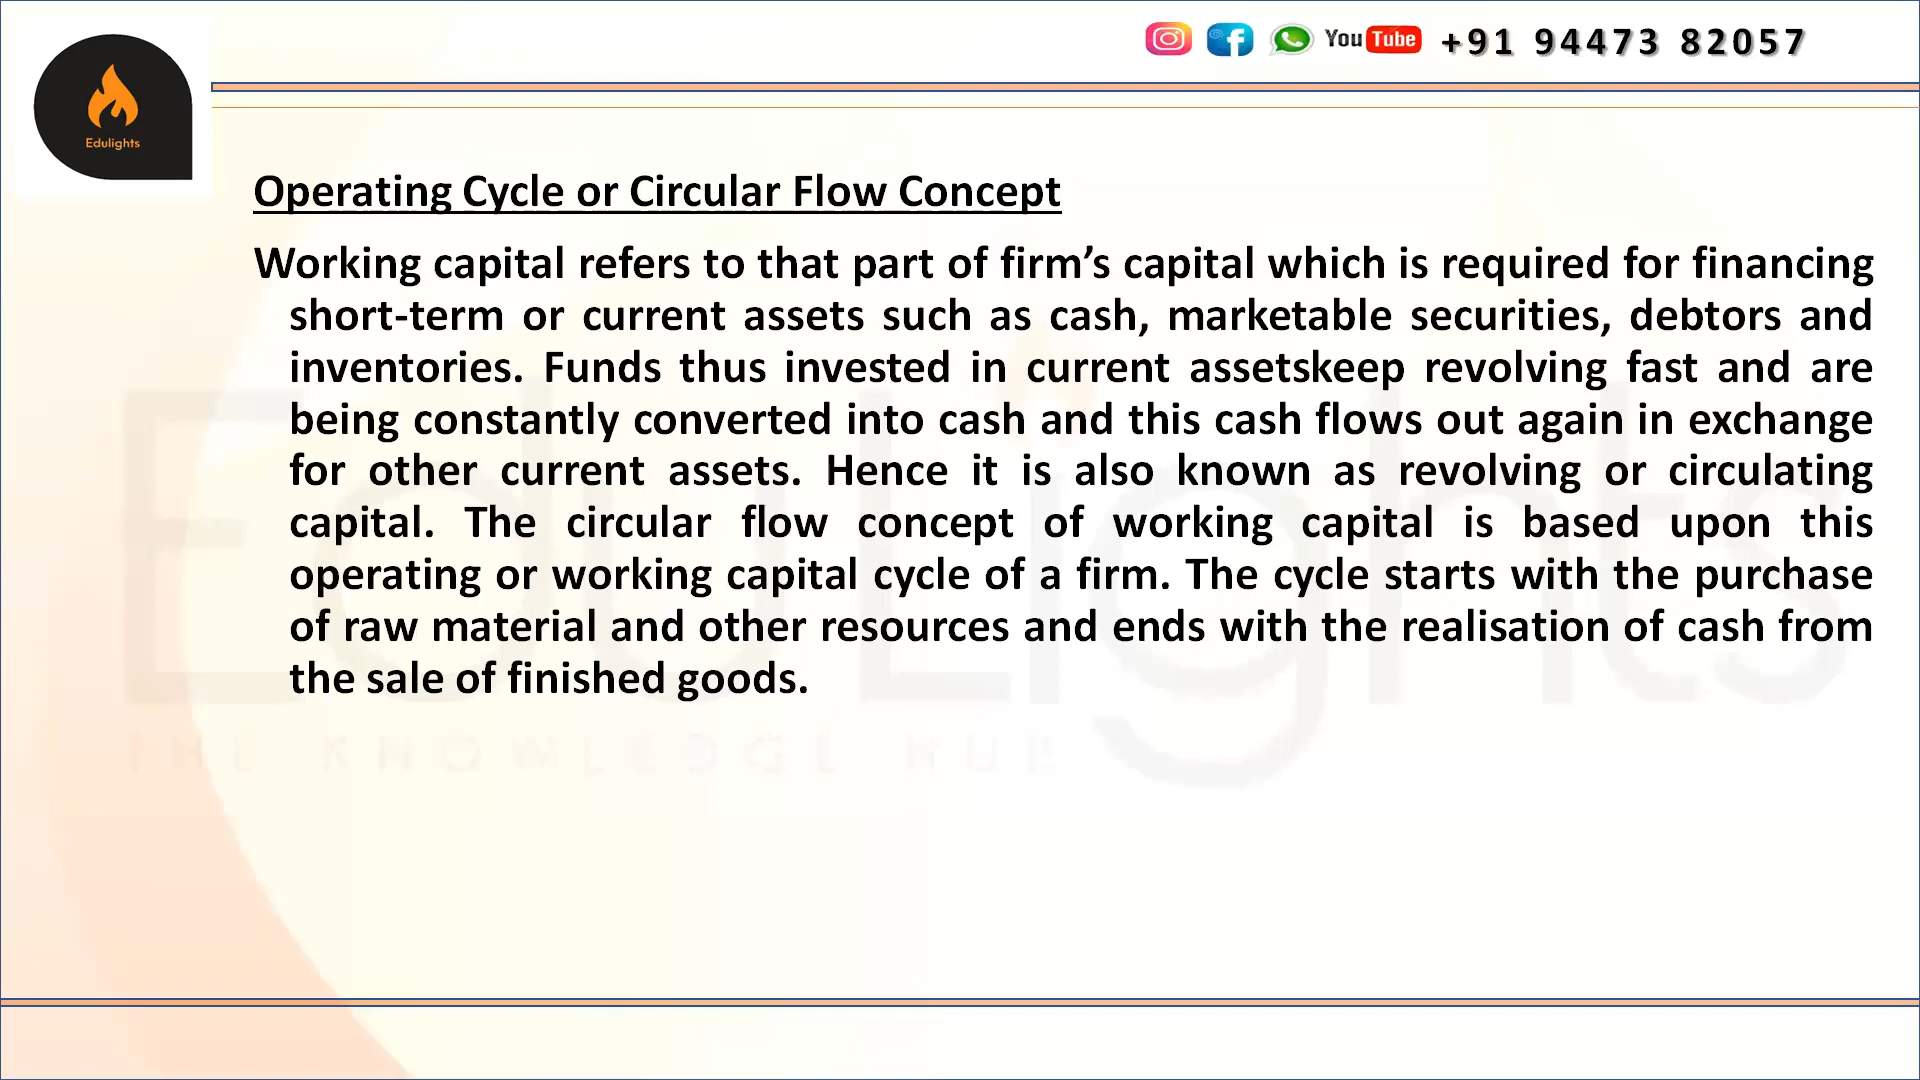 You Tube +91 94473 82057
Edulights
Operating Cycle or Circular Flow Concept
Working capital refers to that part of firm’s capital which is required for financing
short-term or current assets such as cash, marketable securities, debtors and
inventories. Funds thus invested in current assetskeep revolving fast and are
being constantly converted into cash and this cash flows out again in exchange
for other current assets. Hence it is also known as revolving or circulating
capital. The circular flow concept of working capital is based upon this
operating or working capital cycle of a firm. The cycle starts with the purchase
of raw material and other resources and ends with the realisation of cash from
the sale of finished goods.
EduLights
THE KNOWLEDGE HUB